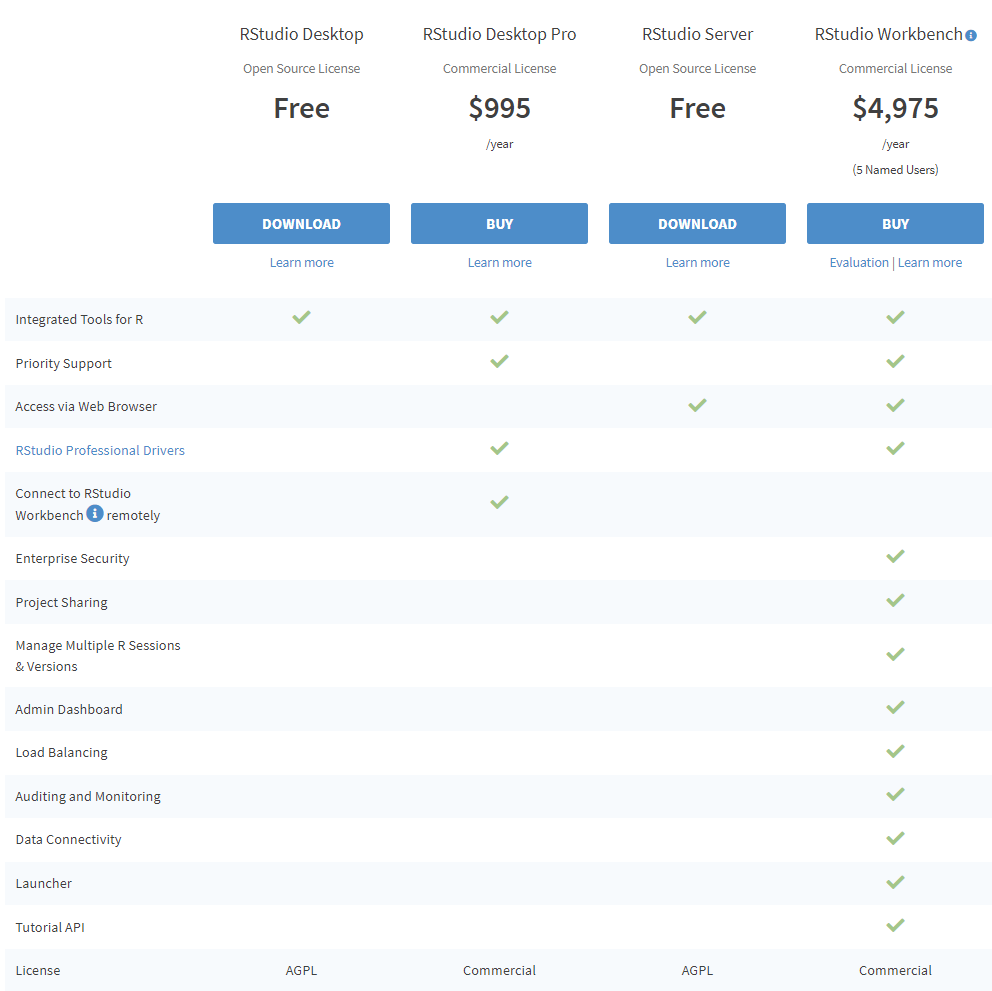 RStudio Desktop RStudio Desktop Pro RStudio Server RStudio Workbench
Open Source License Commercial License Open Source License Commercial License
Free $995 Free $4,975
/year /year
(5 Named Users)
DOWNLOAD BUY DOWNLOAD BUY
Learn more Learn more Learn more Evaluation | Learn more
Integrated Tools for R
Priority Support
Access via Web Browser
RStudio Professional Drivers
Connect to RStudio
Workbench i remotely
Enterprise Security
Project Sharing
Manage Multiple R Sessions
& Versions
Admin Dashboard
Load Balancing
Auditing and Monitoring
Data Connectivity
Launcher
Tutorial API
License AGPL Commercial AGPL Commercial